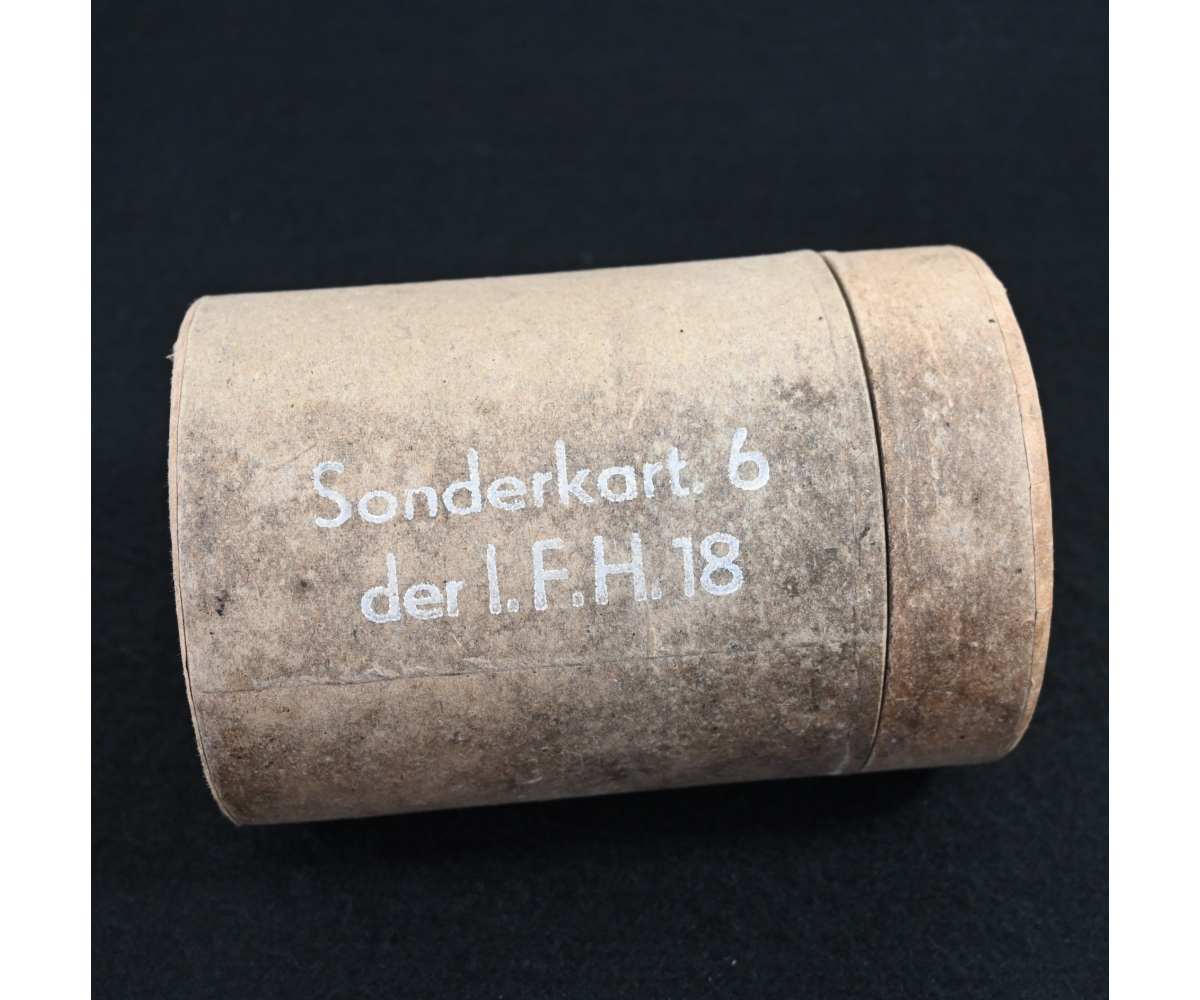 Sonderkart. 6
der l.F.H.18